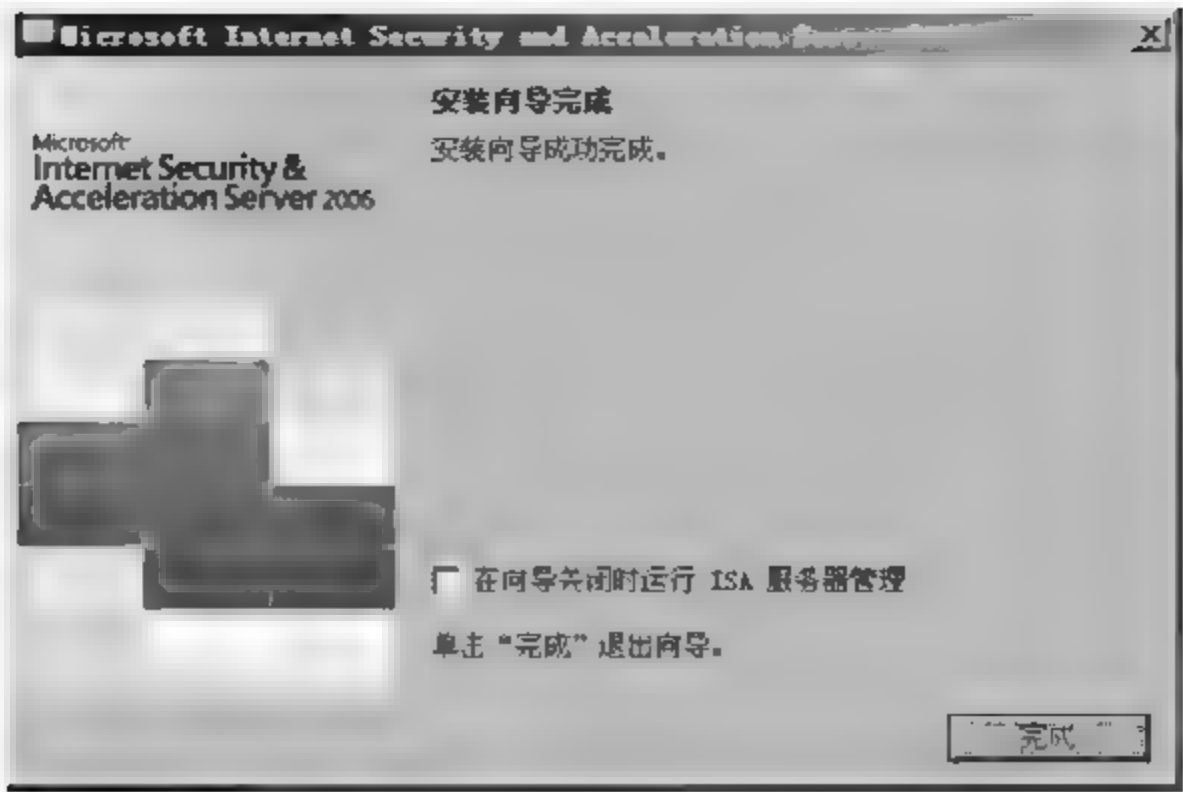 Microsoft Internet Security and Acceleration
安装向导完成
安装向导成功完成。
Microsoft
Internet Security &
Acceleration Server 2006
在向导关闭时运行 ISA 服务器管理
单击“完成”退出向导。
完成